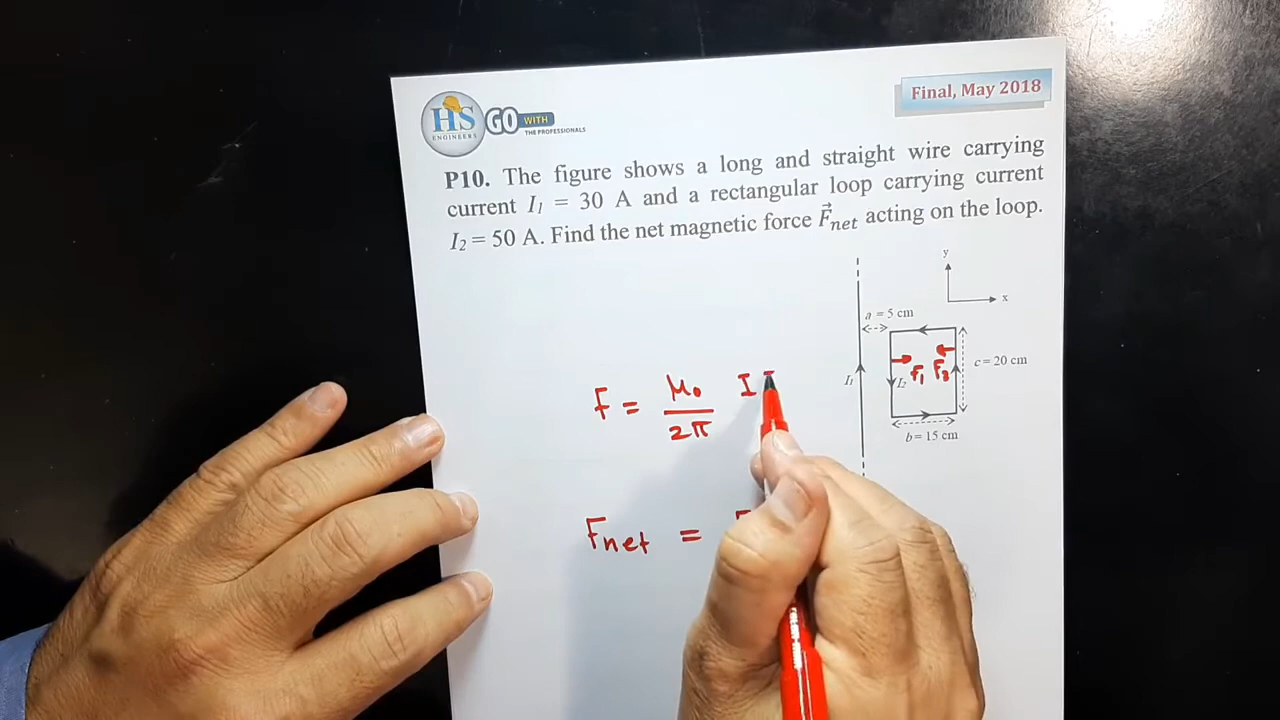 HS
ENGINEERS
GO WITH
THE PROFESSIONALS
Final, May 2018
P10. The figure shows a long and straight wire carrying
current I₁ = 30 A and a rectangular loop carrying current
I₂ = 50 A. Find the net magnetic force F⃗net acting on the loop.
y
x
a = 5 cm
c = 20 cm
I₁
I₂
F₁
b = 15 cm
F = μ₀ / 2π I
Fnet =